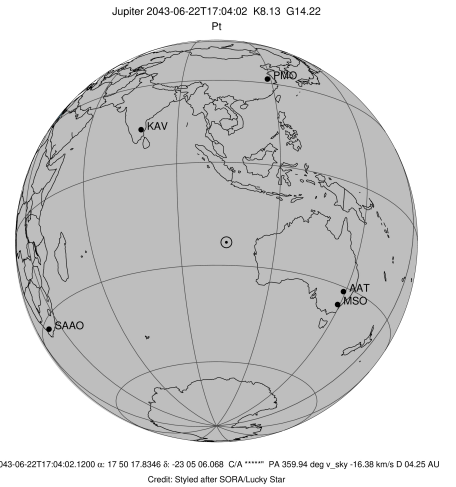 Jupiter 2043-06-22T17:04:02 K8.13 G14.22
Pt
PMO
KAV
AAT
MSO
SAAO
043-06-22T17:04:02.1200 α: 17 50 17.8346 δ: -23 05 06.068 C/A *****" PA 359.94 deg v_sky -16.38 km/s D 04.25 AU
Credit: Styled after SORA/Lucky Star